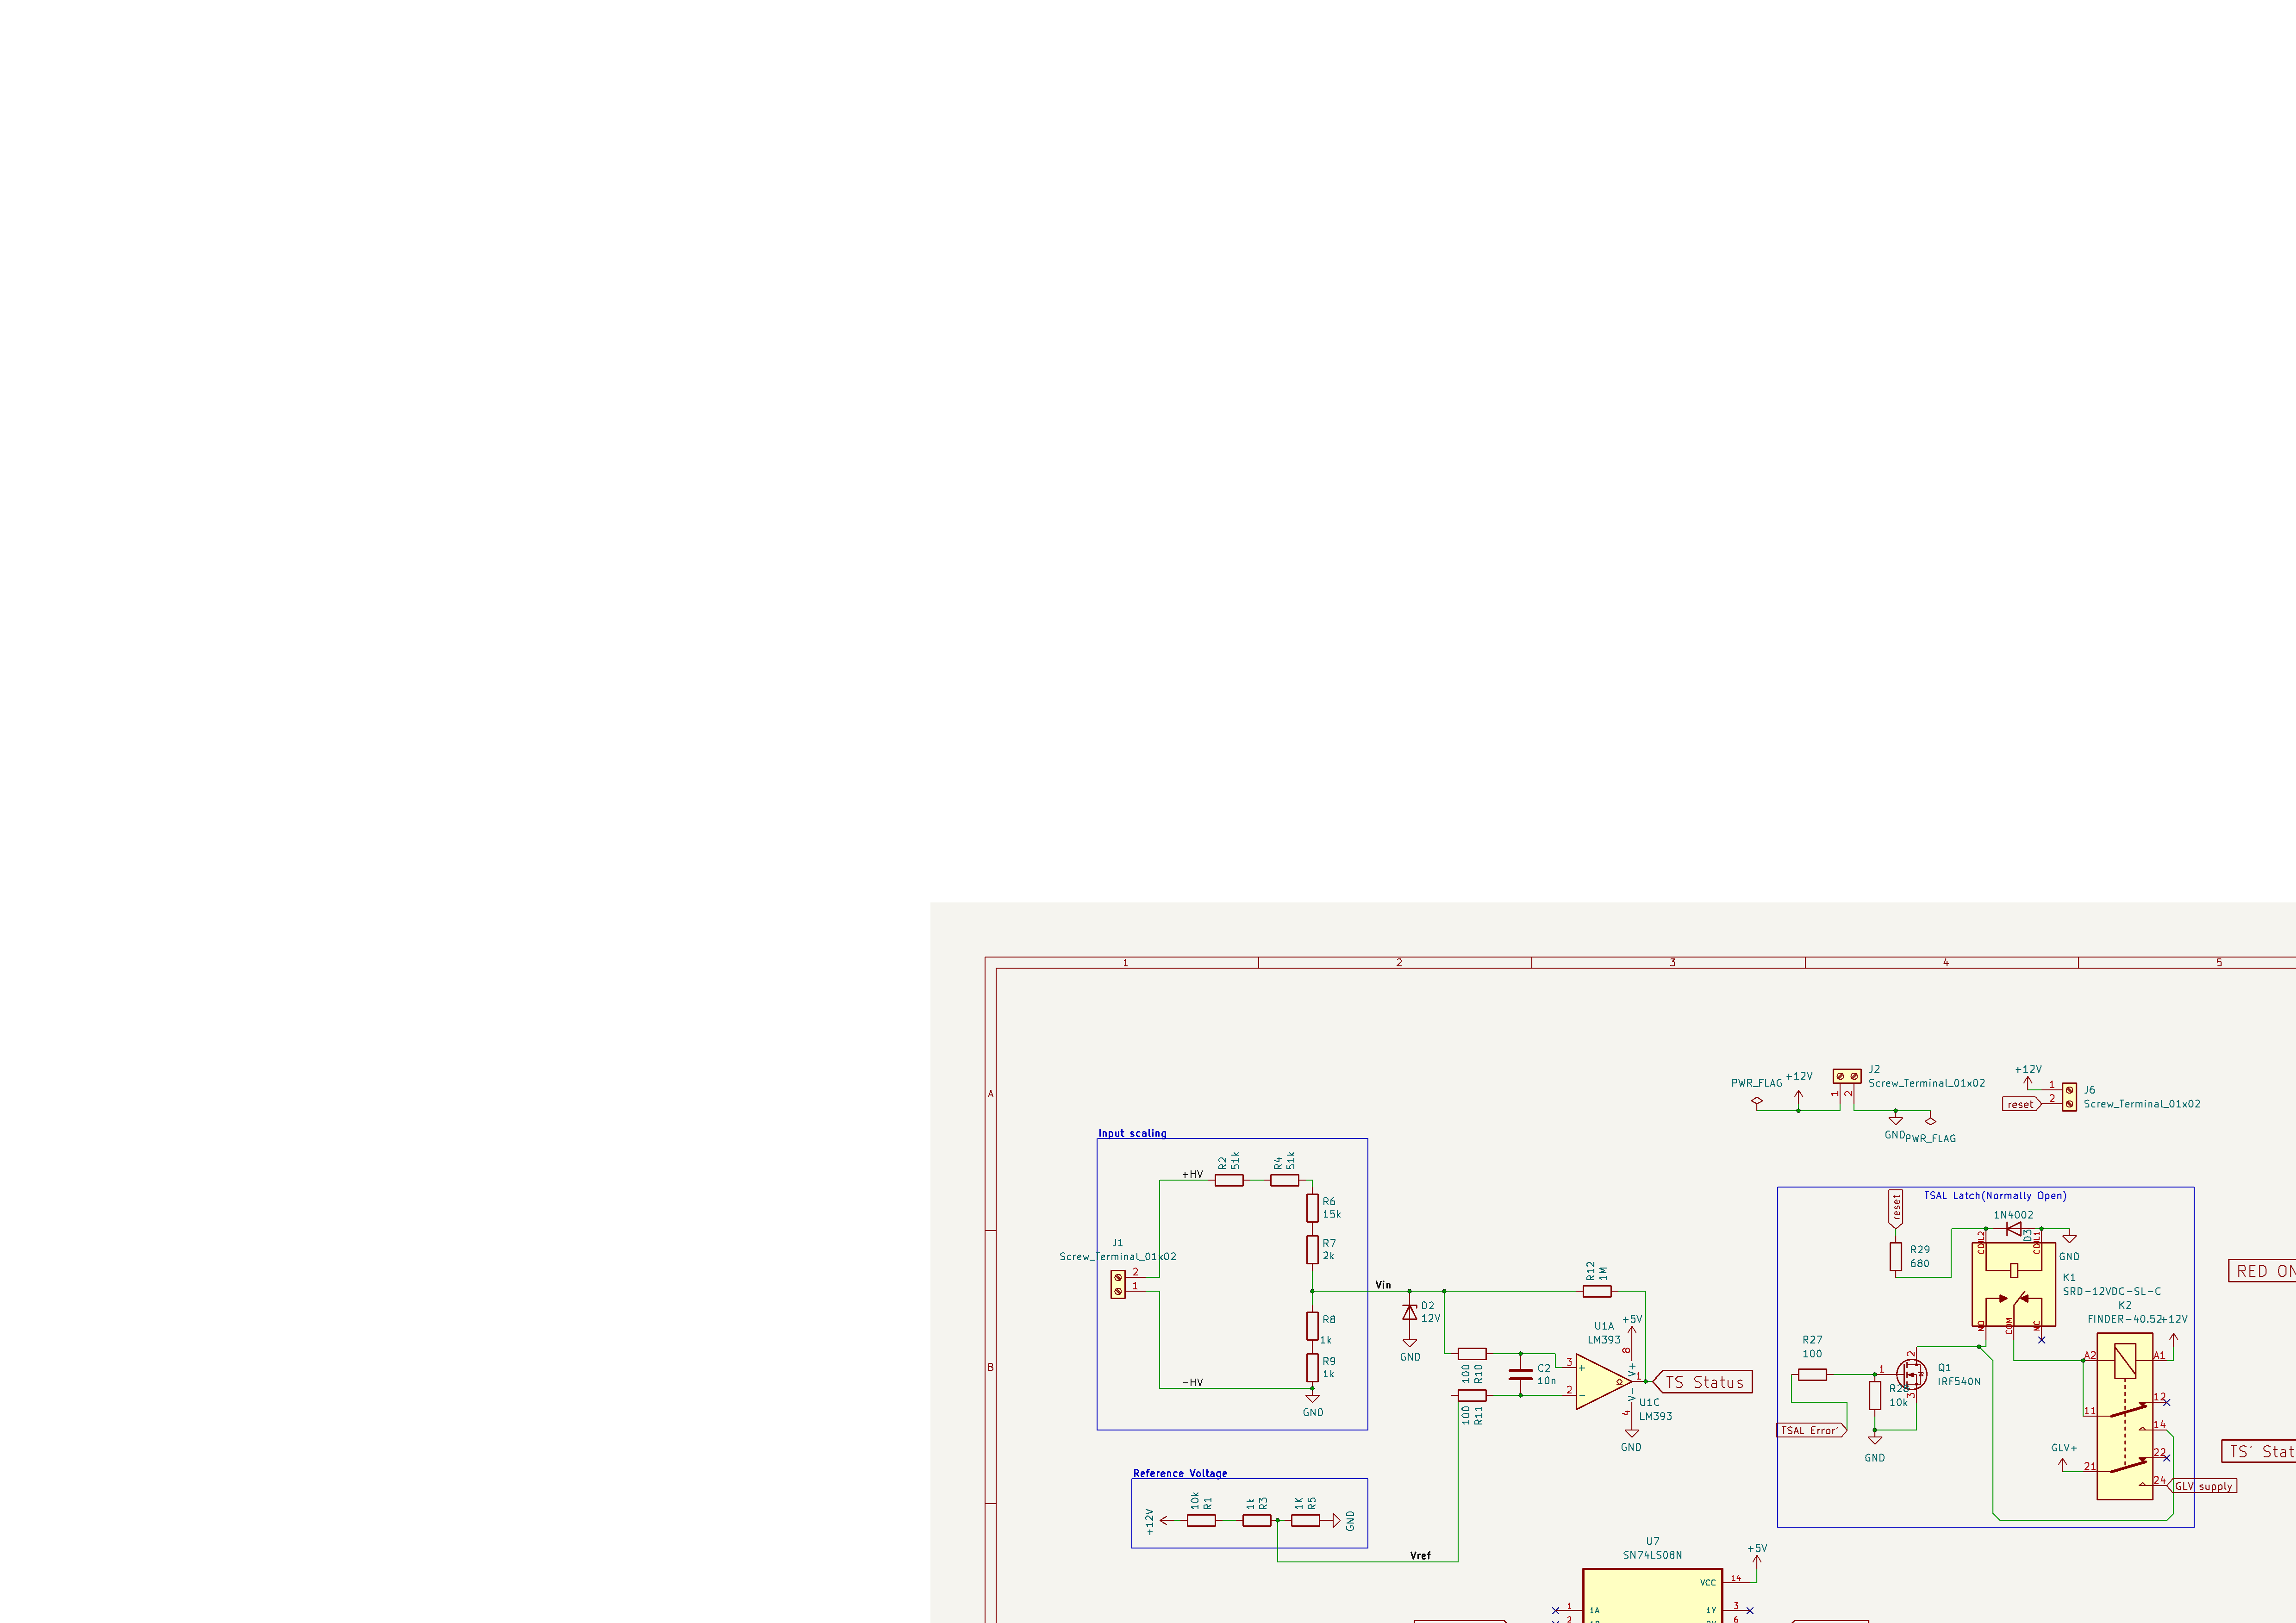 1
2
3
4
5
A
B
PWR_FLAG
+12V
1
2
J2
Screw_Terminal_01x02
GND
PWR_FLAG
+12V
reset
1
2
J6
Screw_Terminal_01x02
Input scaling
+HV
R2
51k
R4
51k
R6
15k
R7
2k
J1
Screw_Terminal_01x02
2
1
R8
1k
R9
1k
-HV
GND
Vin
D2
12V
GND
R12
1M
100
R10
100
R11
C2
10n
U1A
LM393
+5V
3
2
+
-
8
V+
1
V-
4
U1C
LM393
GND
TS Status
Reference Voltage
+12V
10k
R1
1k
R3
1K
R5
GND
Vref
TSAL Latch(Normally Open)
reset
R29
680
1N4002
D3
COIL2
COIL1
GND
K1
SRD-12VDC-SL-C
NO
COM
NC
K2
FINDER-40.52
+12V
R27
100
TSAL Error'
1
2
3
Q1
IRF540N
R28
10k
GND
A2
A1
11
12
14
GLV+
21
22
24
GLV supply
RED ON
TS' Stat
U7
SN74LS08N
+5V
VCC
14
1
1A
1Y
3
2
6